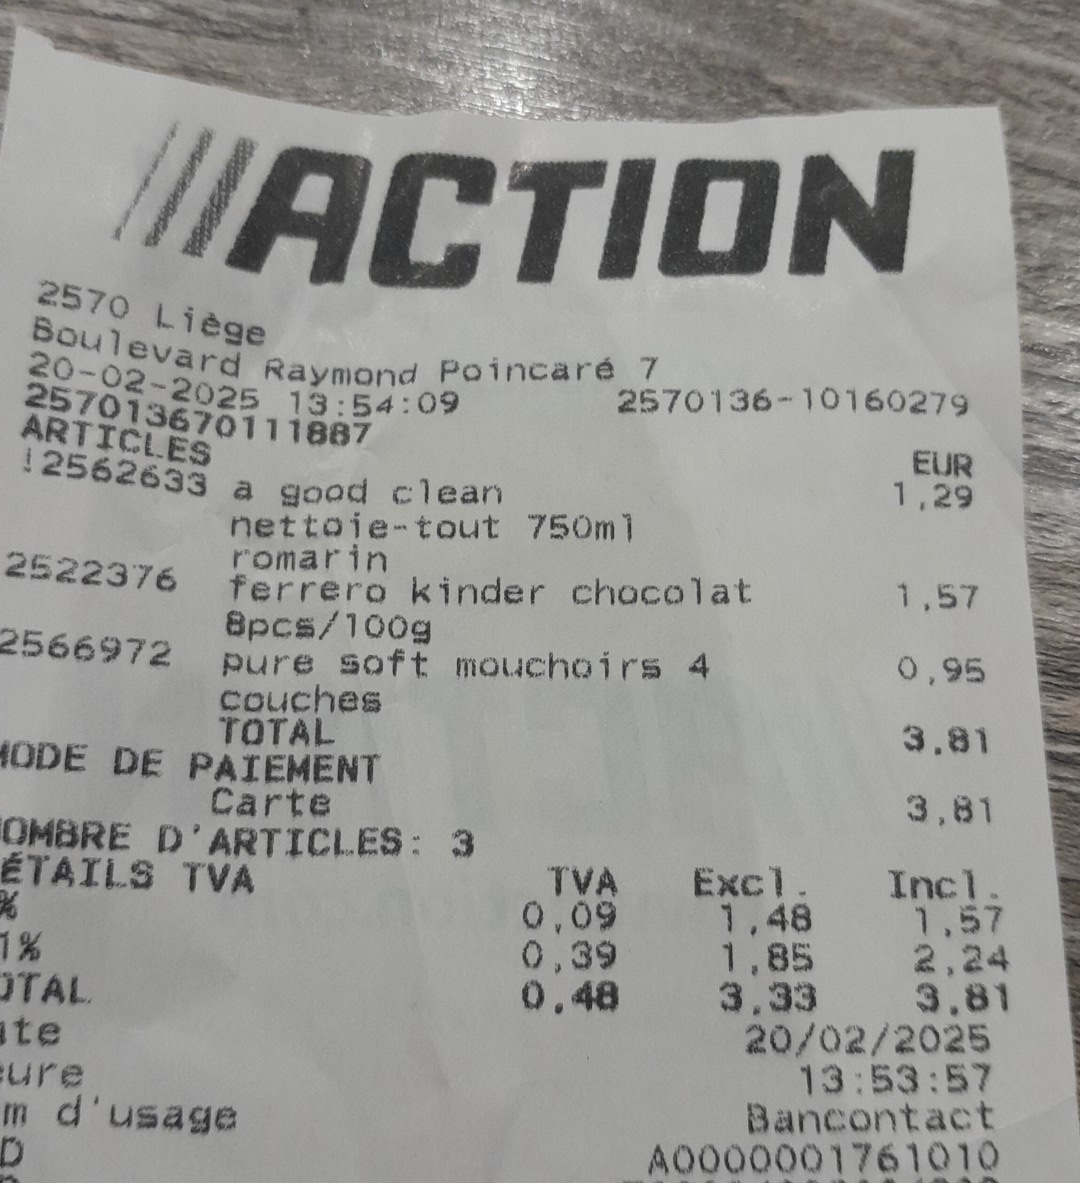 ACTION
2570 Liège
Boulevard Raymond Poincaré 7
20-02-2025 13:54:09 2570136-10160279
257013670111887
ARTICLES EUR
!2562633 a good clean 1,29
nettoie-tout 750ml
romarin
2522376 ferrero kinder chocolat 1,57
8pcs/100g
2566972 pure soft mouchoirs 4 0,95
couches
TOTAL 3,81
MODE DE PAIEMENT
Carte 3,81
OMBRE D'ARTICLES: 3
ÉTAILS TVA TVA Excl. Incl.
% 0,09 1,48 1,57
1% 0,39 1,85 2,24
OTAL 0,48 3,33 3,81
ate 20/02/2025
eure 13:53:57
m d'usage Bancontact
D A0000001761010